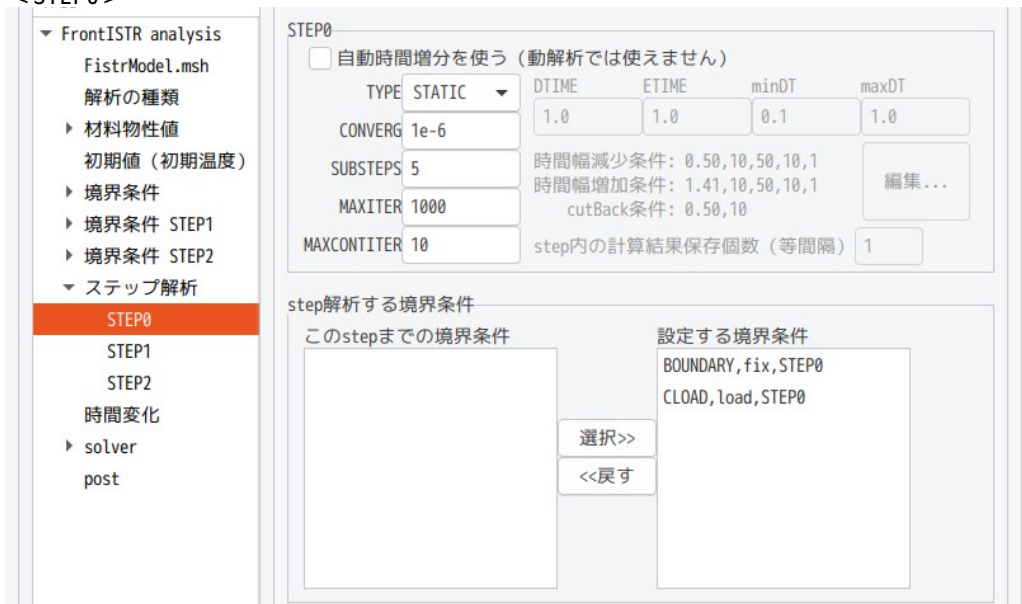 <STEP0>
FrontISTR analysis
FistrModel.msh
解析の種類
材料物性値
初期値（初期温度）
境界条件
境界条件 STEP1
境界条件 STEP2
ステップ解析
STEP0
STEP1
STEP2
時間変化
solver
post
STEP0
自動時間増分を使う（動解析では使えません）
TYPE STATIC
DTIME ETIME minDT maxDT
1.0 1.0 0.1 1.0
CONVERG 1e-6
SUBSTEPS 5
MAXITER 1000
MAXCONTITER 10
時間幅減少条件: 0.50,10,50,10,1
時間幅増加条件: 1.41,10,50,10,1
cutBack条件: 0.50,10
編集...
step内の計算結果保存個数（等間隔） 1
step解析する境界条件
このstepまでの境界条件
設定する境界条件
BOUNDARY,fix,STEP0
CLOAD,load,STEP0
選択>>
<<戻す